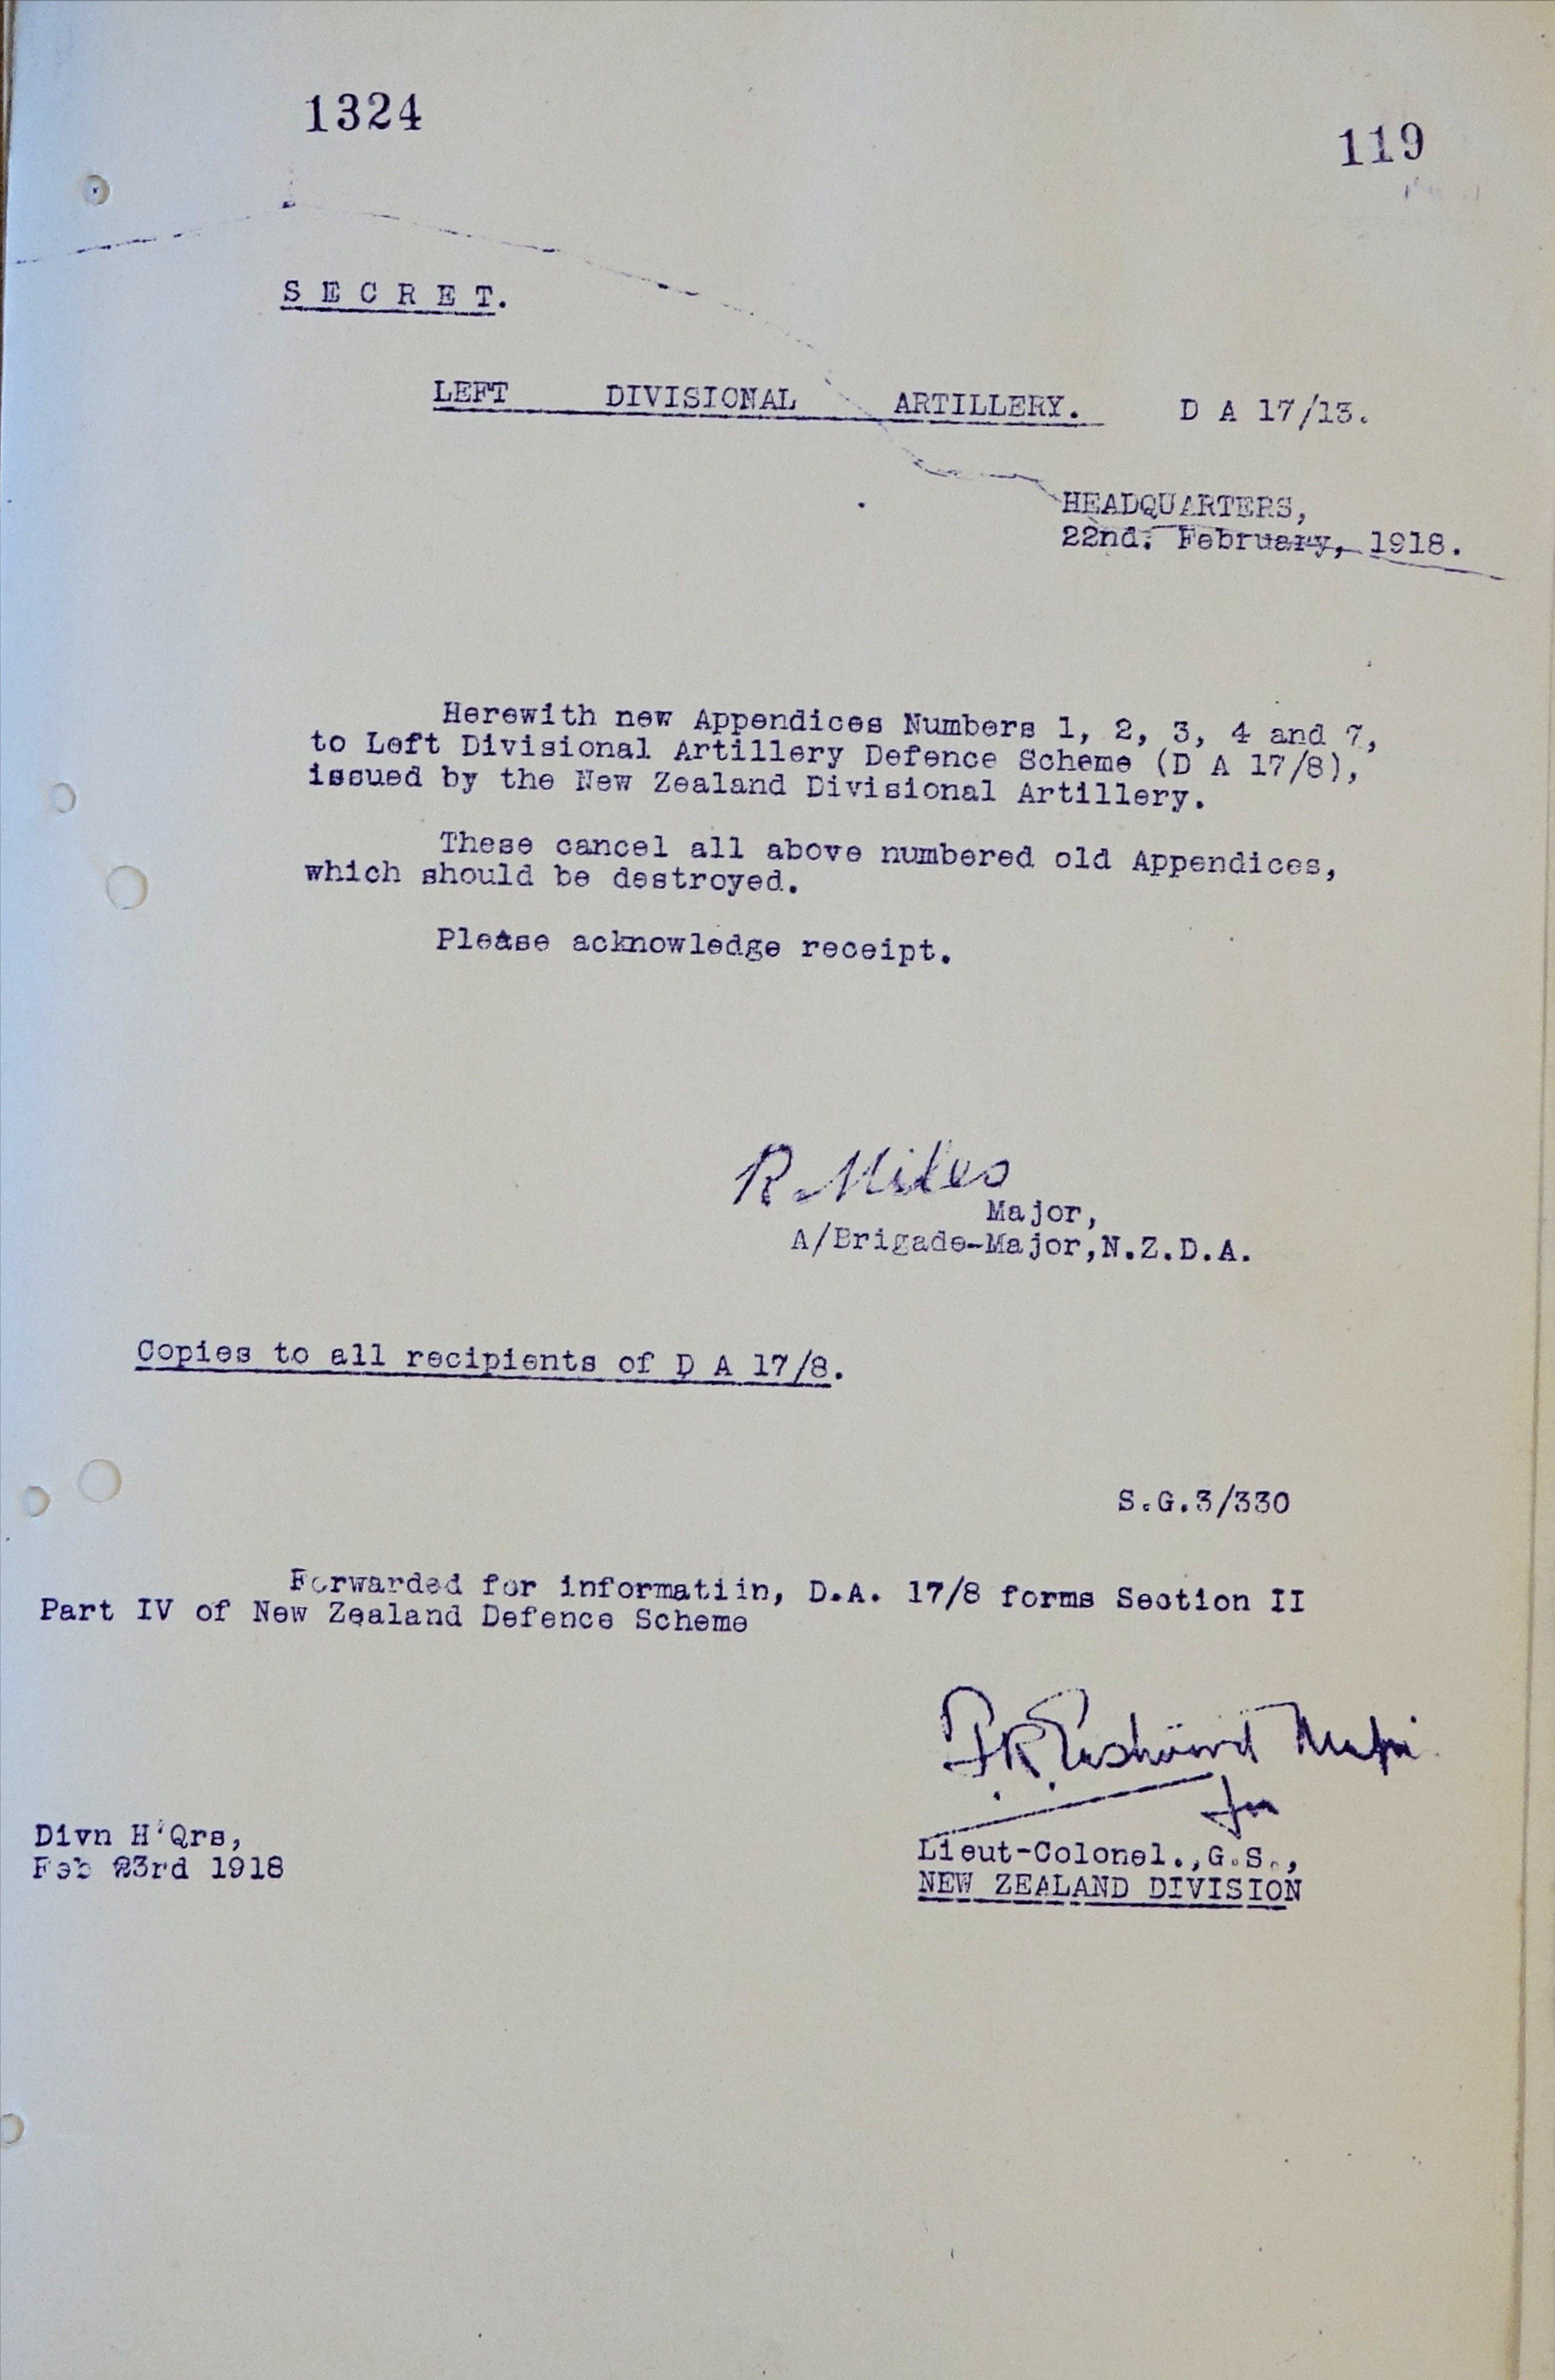 1324
119
S E C R E T.
LEFT DIVISIONAL ARTILLERY. D A 17/13.
HEADQUARTERS,
22nd. February, 1918.
Herewith new Appendices Numbers 1, 2, 3, 4 and 7,
to Left Divisional Artillery Defence Scheme (D A 17/8),
issued by the New Zealand Divisional Artillery.
These cancel all above numbered old Appendices,
which should be destroyed.
Please acknowledge receipt.
R. Miles
Major,
A/Brigade-Major,N.Z.D.A.
Copies to all recipients of D A 17/8.
S.G.3/330
Forwarded for informatiin, D.A. 17/8 forms Section II
Part IV of New Zealand Defence Scheme
for
Divn H'Qrs,
Feb 23rd 1918
Lieut-Colonel.,G.S.,
NEW ZEALAND DIVISION